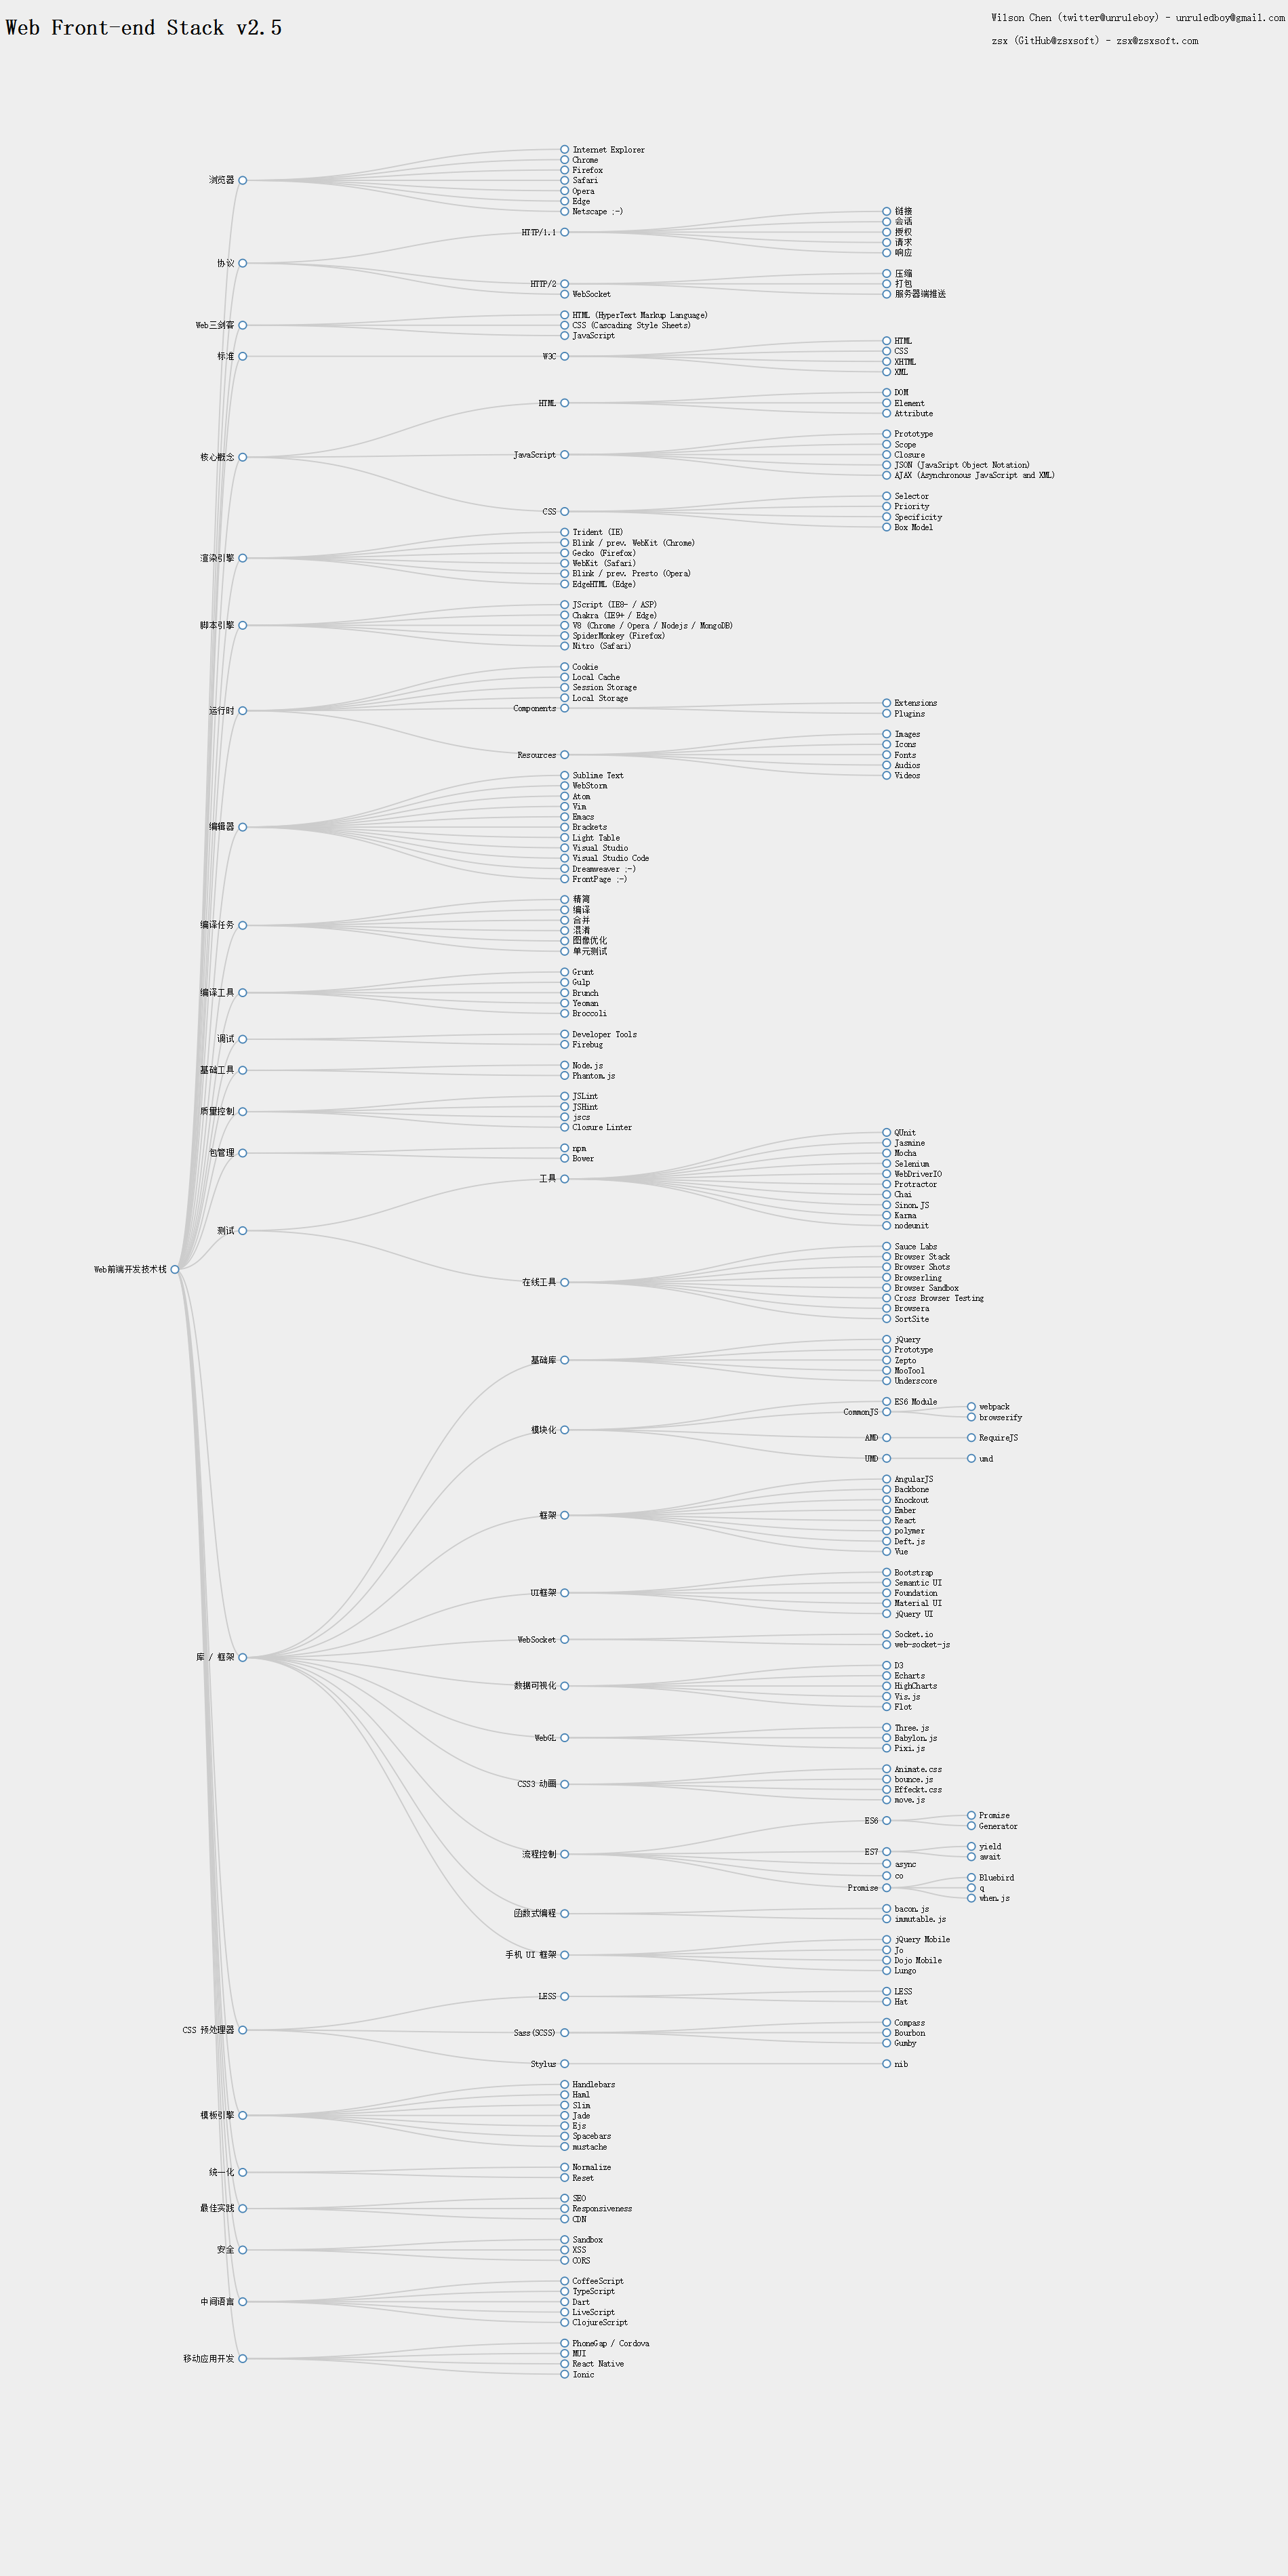 Web Front-end Stack v2.5
Wilson Chen (twitter@unruleboy) - unruledboy@gmail.com
zsx (GitHub@zsxsoft) - zsx@zsxsoft.com
Web前端开发技术栈
浏览器
Internet Explorer
Chrome
Firefox
Safari
Opera
Edge
Netscape :-)
协议
HTTP/1.1
链接
会话
授权
请求
响应
HTTP/2
压缩
打包
服务器端推送
WebSocket
Web三剑客
HTML (HyperText Markup Language)
CSS (Cascading Style Sheets)
JavaScript
标准
W3C
HTML
CSS
XHTML
XML
核心概念
HTML
DOM
Element
Attribute
JavaScript
Prototype
Scope
Closure
JSON (JavaSript Object Notation)
AJAX (Asynchronous JavaScript and XML)
CSS
Selector
Priority
Specificity
Box Model
渲染引擎
Trident (IE)
Blink / prev. WebKit (Chrome)
Gecko (Firefox)
WebKit (Safari)
Blink / prev. Presto (Opera)
EdgeHTML (Edge)
脚本引擎
JScript (IE8- / ASP)
Chakra (IE9+ / Edge)
V8 (Chrome / Opera / Nodejs / MongoDB)
SpiderMonkey (Firefox)
Nitro (Safari)
运行时
Cookie
Local Cache
Session Storage
Local Storage
Components
Extensions
Plugins
Resources
Images
Icons
Fonts
Audios
Videos
编辑器
Sublime Text
WebStorm
Atom
Vim
Emacs
Brackets
Light Table
Visual Studio
Visual Studio Code
Dreamweaver :-)
FrontPage :-)
编译任务
精简
编译
合并
混淆
图像优化
单元测试
编译工具
Grunt
Gulp
Brunch
Yeoman
Broccoli
调试
Developer Tools
Firebug
基础工具
Node.js
Phantom.js
质量控制
JSLint
JSHint
jscs
Closure Linter
包管理
npm
Bower
测试
工具
QUnit
Jasmine
Mocha
Selenium
WebDriverIO
Protractor
Chai
Sinon.JS
Karma
nodeunit
在线工具
Sauce Labs
Browser Stack
Browser Shots
Browserling
Browser Sandbox
Cross Browser Testing
Browsera
SortSite
库 / 框架
基础库
jQuery
Prototype
Zepto
MooTool
Underscore
模块化
ES6 Module
CommonJS
webpack
browserify
AMD
RequireJS
UMD
umd
框架
AngularJS
Backbone
Knockout
Ember
React
polymer
Deft.js
Vue
UI框架
Bootstrap
Semantic UI
Foundation
Material UI
jQuery UI
WebSocket
Socket.io
web-socket-js
数据可视化
D3
Echarts
HighCharts
Vis.js
Flot
WebGL
Three.js
Babylon.js
Pixi.js
CSS3 动画
Animate.css
bounce.js
Effeckt.css
move.js
流程控制
ES6
Promise
Generator
ES7
yield
await
async
co
Promise
Bluebird
q
when.js
函数式编程
bacon.js
immutable.js
手机 UI 框架
jQuery Mobile
Jo
Dojo Mobile
Lungo
CSS 预处理器
LESS
LESS
Hat
Sass(SCSS)
Compass
Bourbon
Gumby
Stylus
nib
模板引擎
Handlebars
Haml
Slim
Jade
Ejs
Spacebars
mustache
统一化
Normalize
Reset
最佳实践
SEO
Responsiveness
CDN
安全
Sandbox
XSS
CORS
中间语言
CoffeeScript
TypeScript
Dart
LiveScript
ClojureScript
移动应用开发
PhoneGap / Cordova
MUI
React Native
Ionic